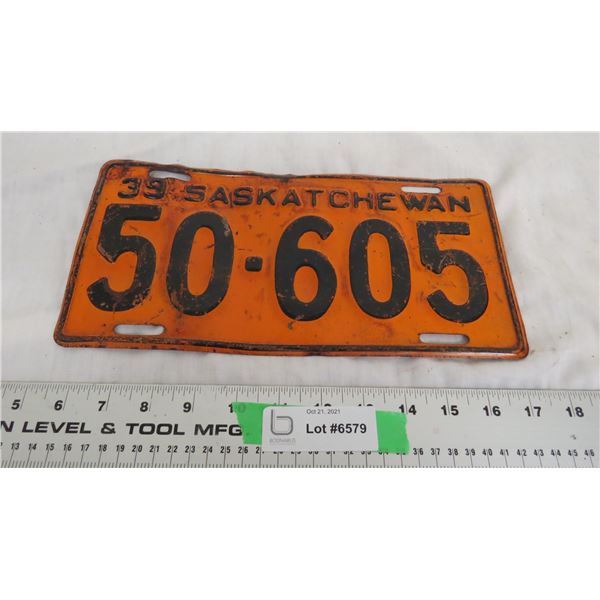 39 SASKATCHEWAN
50·605
5 6 7 8 9 10 14 15 16 17 18
N LEVEL & TOOL MFG
Oct 21, 2021
BODNARUS
Lot #6579